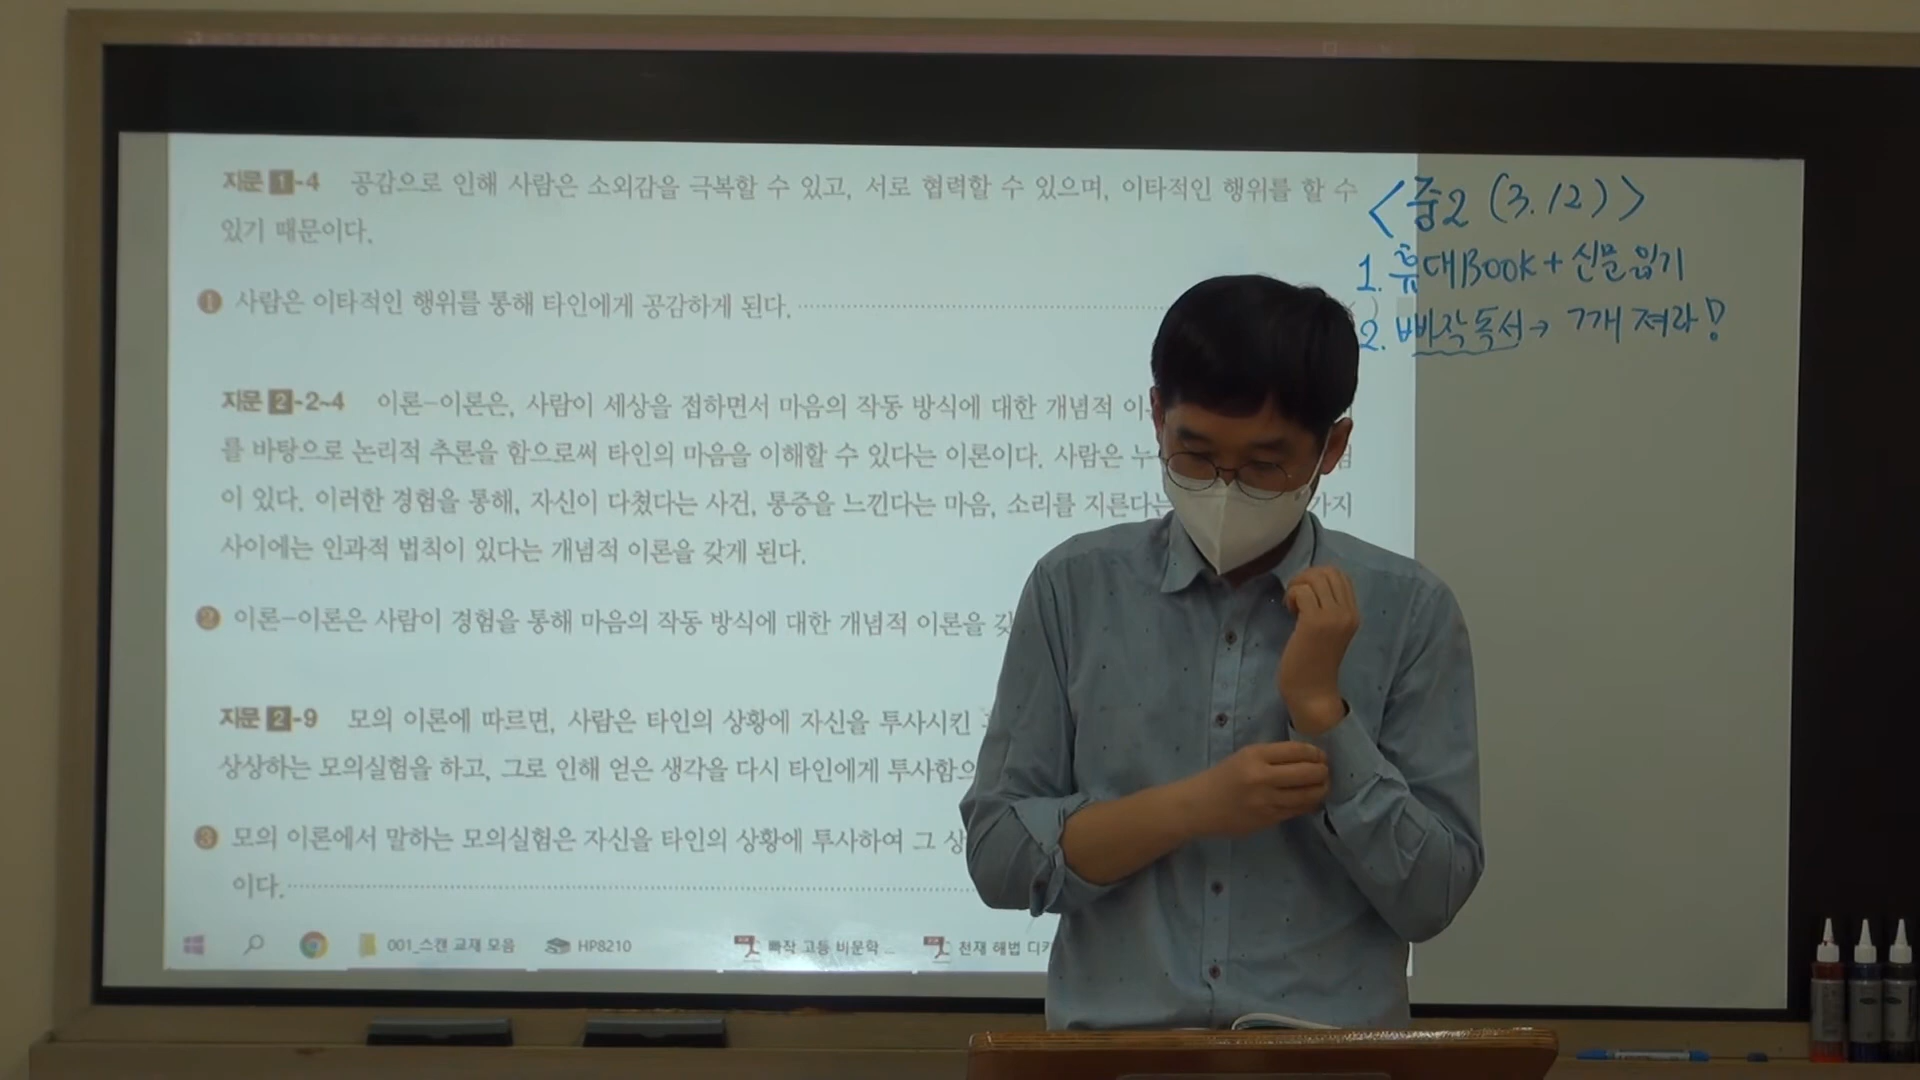 지문 1-4 공감으로 인해 사람은 소외감을 극복할 수 있고, 서로 협력할 수 있으며, 이타적인 행위를 할 수
있기 때문이다.
1 사람은 이타적인 행위를 통해 타인에게 공감하게 된다.
지문 2-2~4 이론-이론은, 사람이 세상을 접하면서 마음의 작동 방식에 대한 개념적
를 바탕으로 논리적 추론을 함으로써 타인의 마음을 이해할 수 있다는 이론이다. 사람은
이 있다. 이러한 경험을 통해, 자신이 다쳤다는 사건, 통증을 느낀다는 마음, 소리를 지른다는 가지
사이에는 인과적 법칙이 있다는 개념적 이론을 갖게 된다.
2 이론-이론은 사람이 경험을 통해 마음의 작동 방식에 대한 개념적 이론을
지문 2-9 모의 이론에 따르면, 사람은 타인의 상황에 자신을 투사시킨
상상하는 모의실험을 하고, 그로 인해 얻은 생각을 다시 타인에게
3 모의 이론에서 말하는 모의실험은 자신을 타인의 상황에 투사하여 그
이다.
001_스캔 교재 모음 HP8210 빠작 고등 비문학 ... 천재 해법
<중2 (3.12)>
1. 휴대BOOK + 신문 읽기
2. 빠작독서→ 7개 져라!